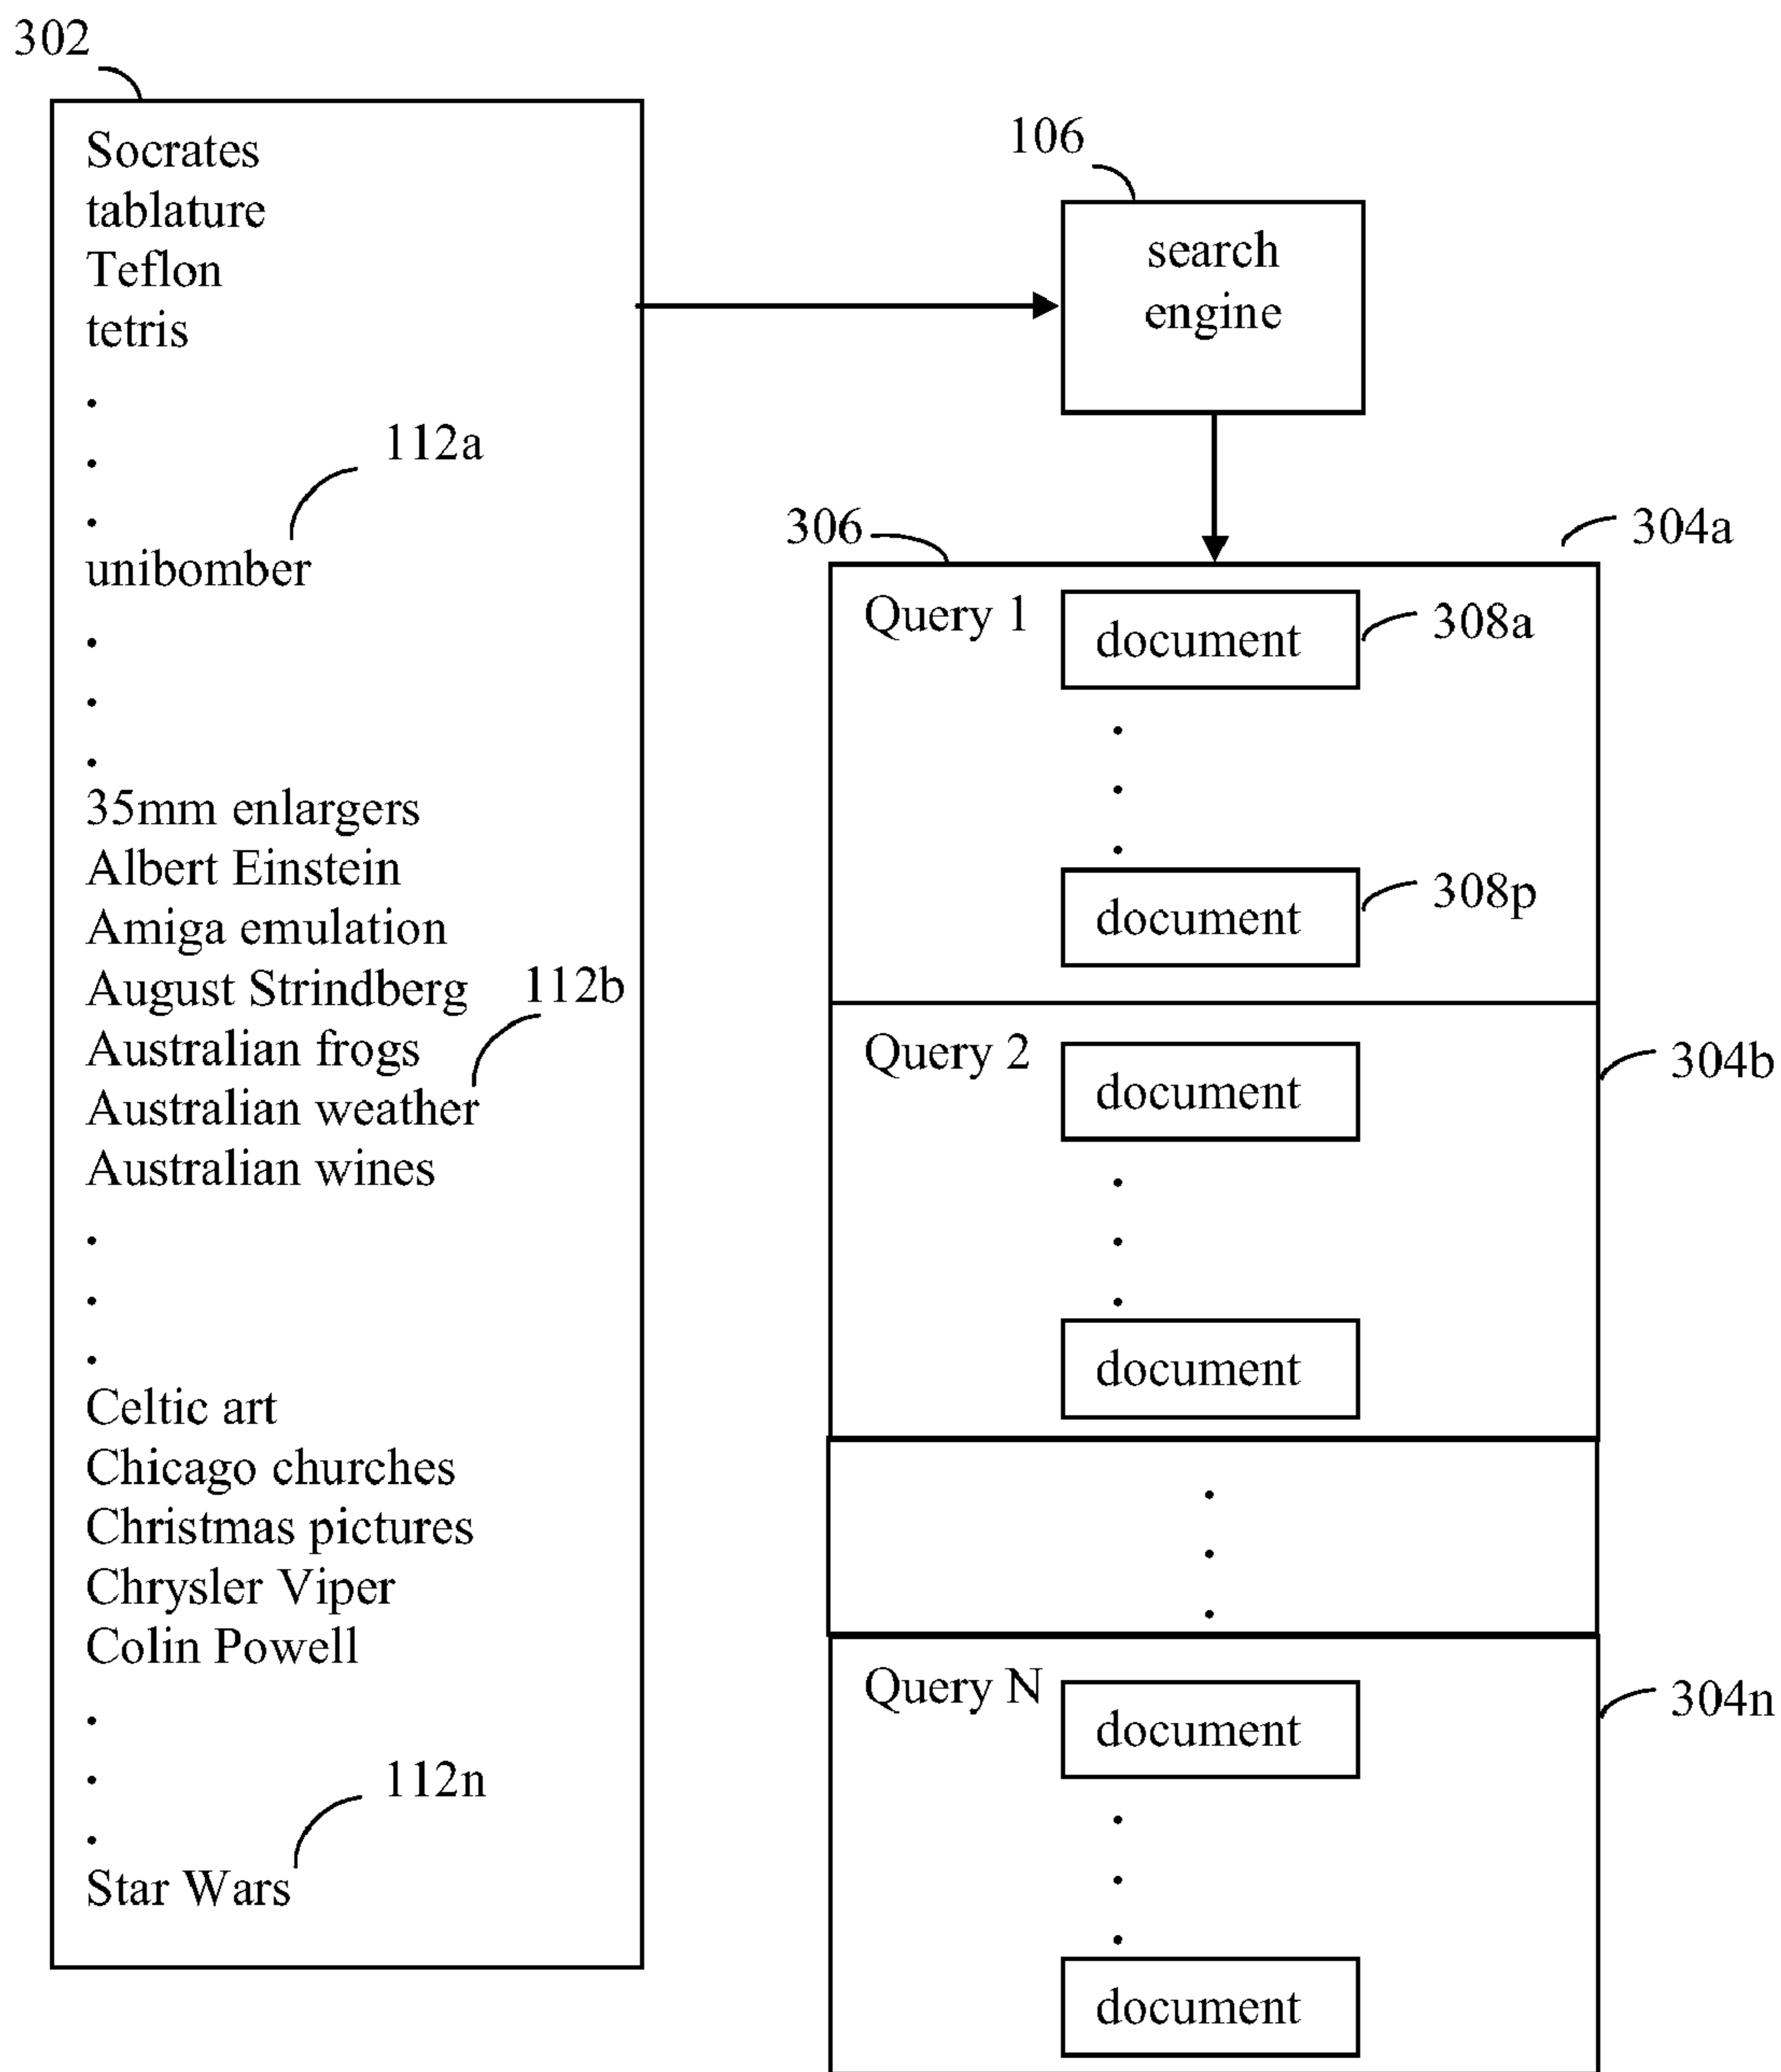 302
Socrates
tablature
Teflon
tetris
.
.
112a
.
unibomber
.
.
.
35mm enlargers
Albert Einstein
Amiga emulation
August Strindberg
112b
Australian frogs
Australian weather
Australian wines
.
.
.
Celtic art
Chicago churches
Christmas pictures
Chrysler Viper
Colin Powell
.
.
112n
.
Star Wars
106
search
engine
306
304a
Query 1
document
308a
.
.
.
document
308p
Query 2
document
304b
.
.
.
document
.
.
.
Query N
document
304n
.
.
.
document